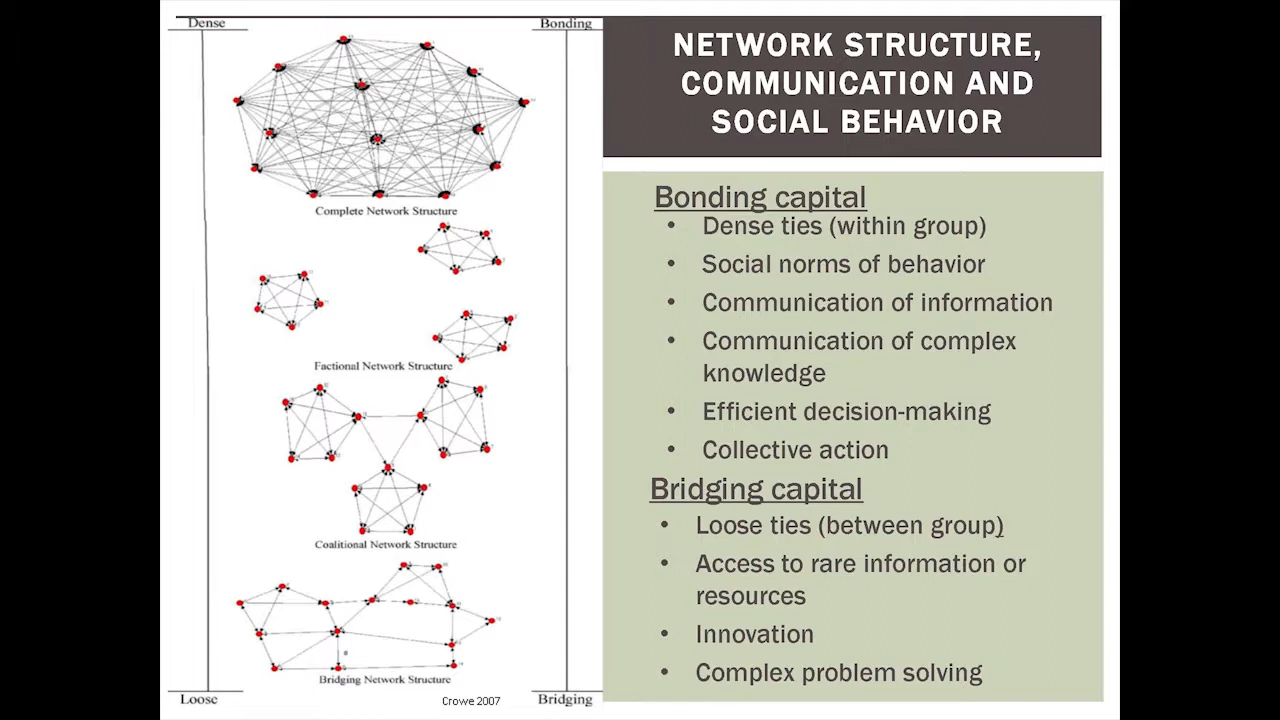 Dense
Bonding
Complete Network Structure
Factional Network Structure
Coalitional Network Structure
Bridging Network Structure
Loose
Crowe 2007
Bridging
NETWORK STRUCTURE,
COMMUNICATION AND
SOCIAL BEHAVIOR
Bonding capital
• Dense ties (within group)
• Social norms of behavior
• Communication of information
• Communication of complex
knowledge
• Efficient decision-making
• Collective action
Bridging capital
• Loose ties (between group)
• Access to rare information or
resources
• Innovation
• Complex problem solving